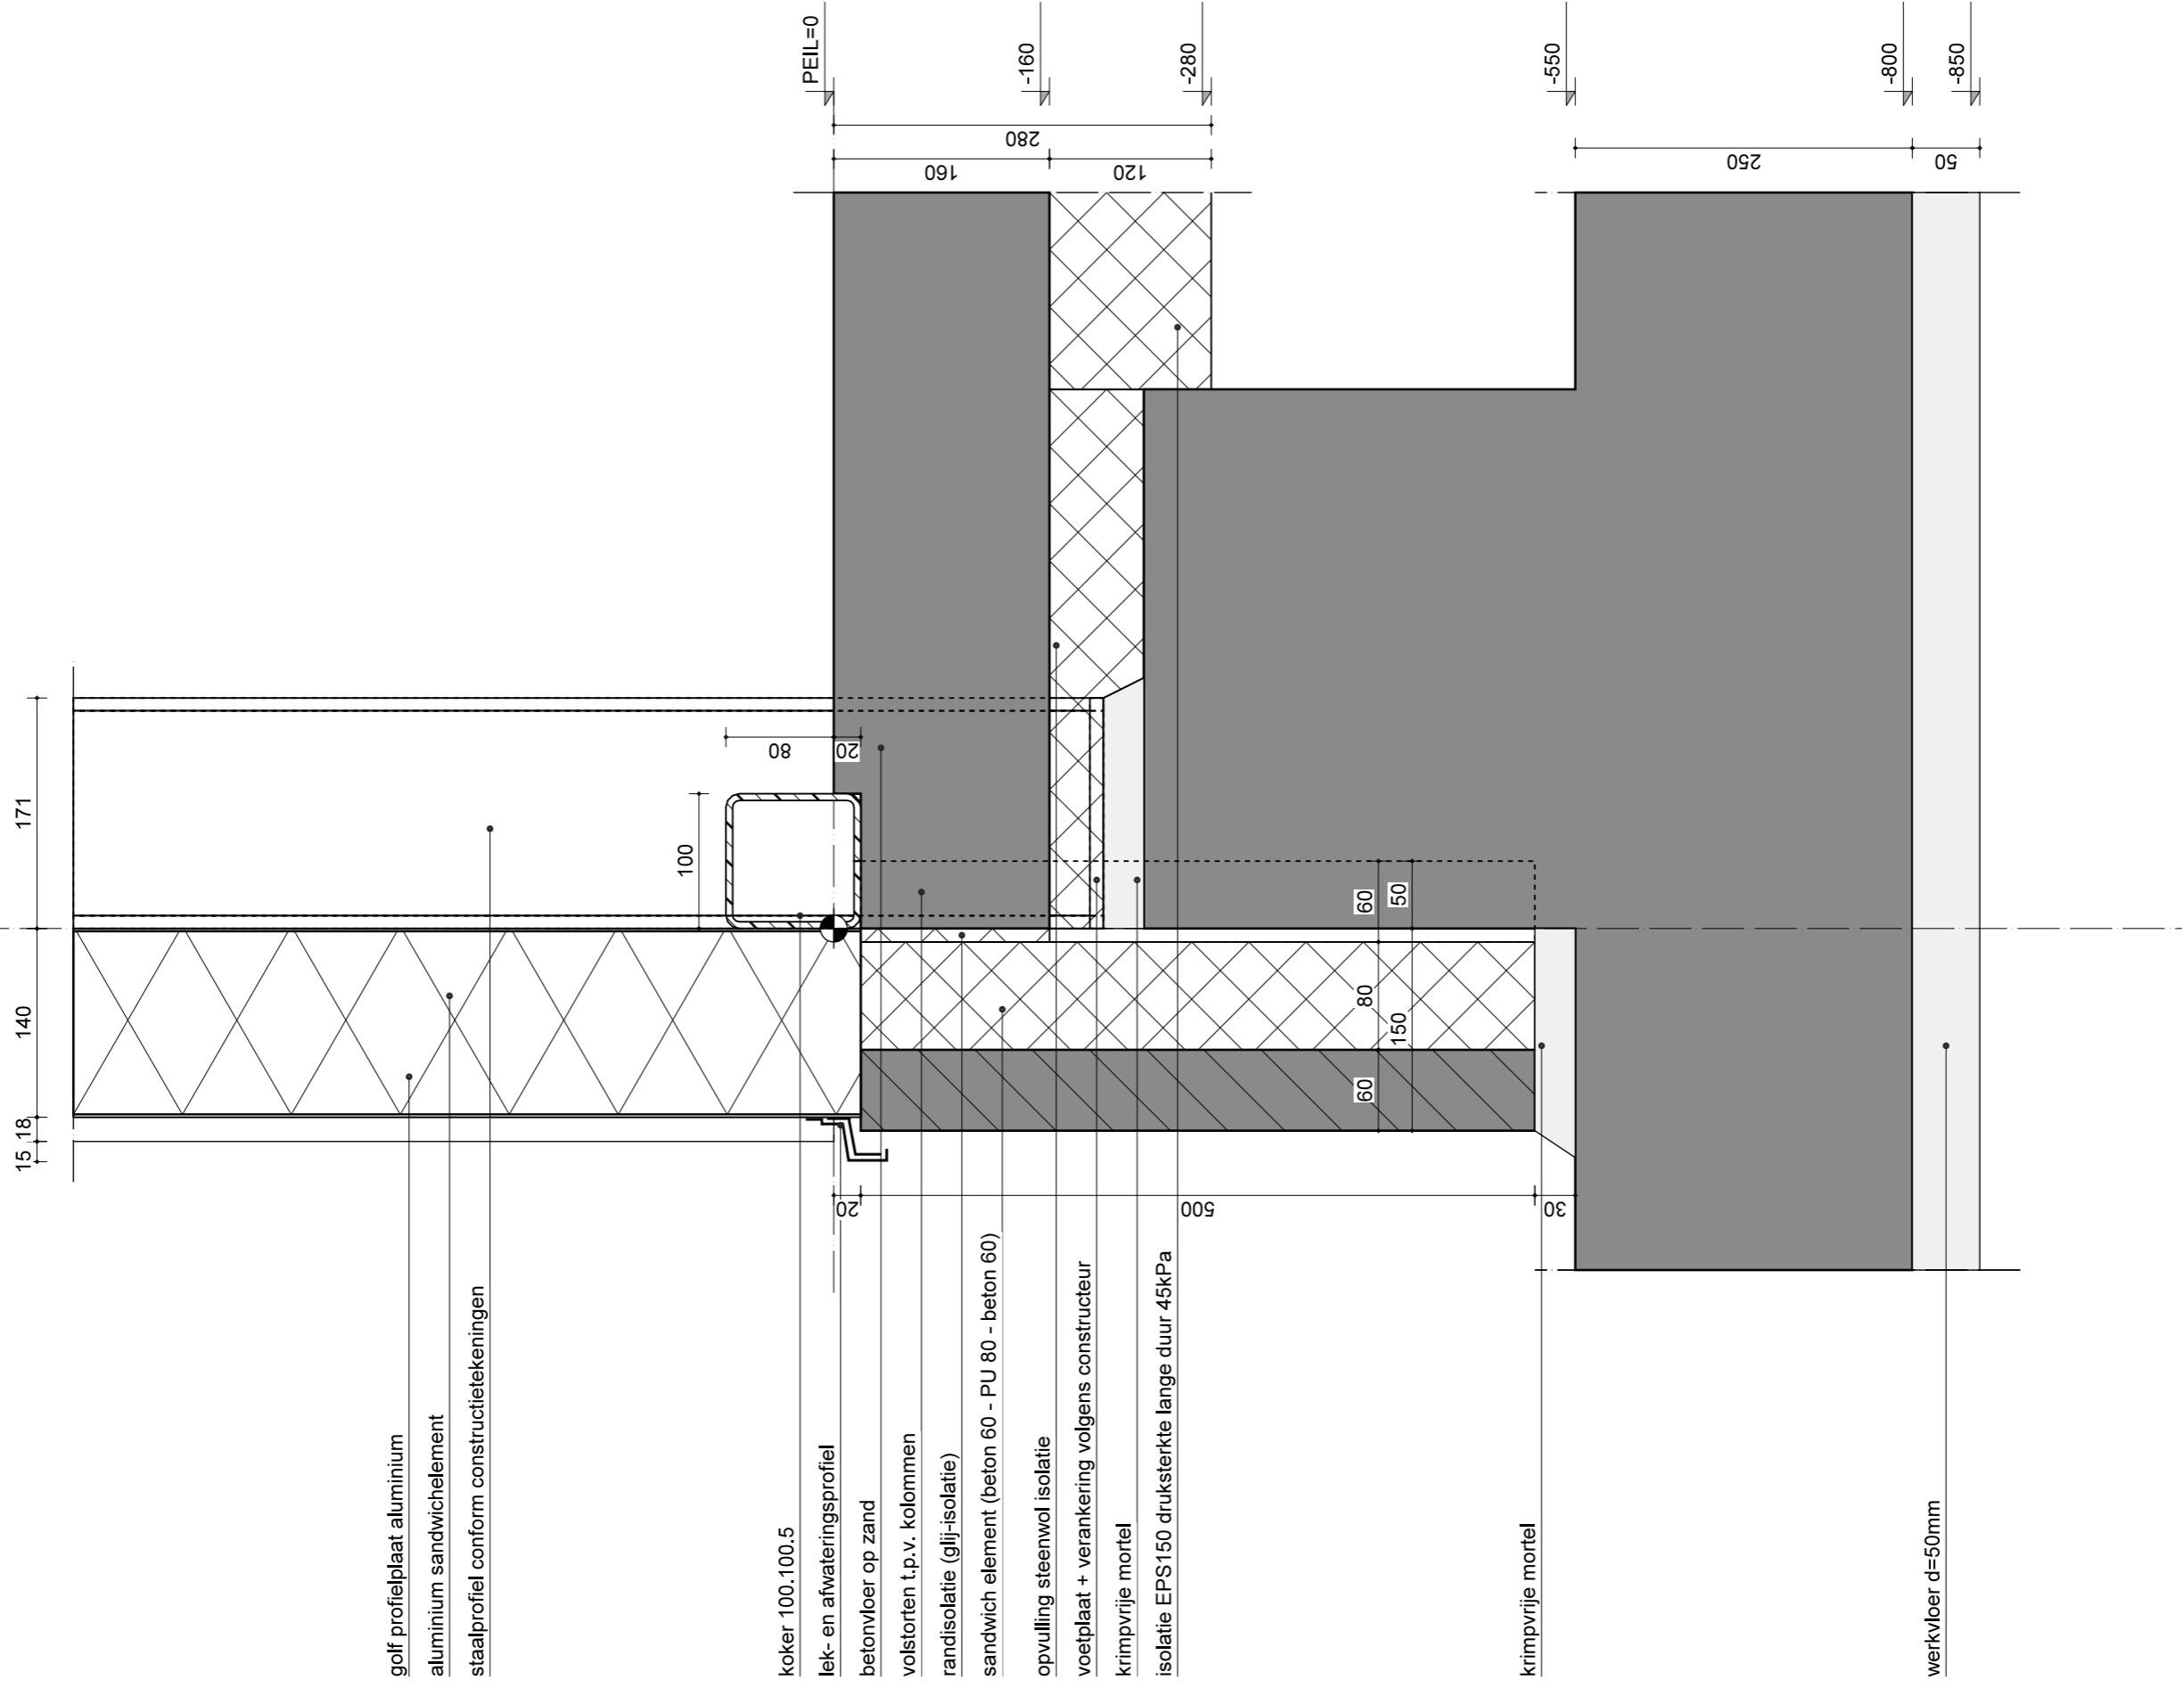 PEIL=0
-160
-280
-550
-800
-850
280
160
120
250
50
171
140
18
15
80
20
100
60
50
80
150
60
20
500
30
golf profielplaat aluminium
aluminium sandwichelement
staalprofiel conform constructietekeningen
koker 100.100.5
lek- en afwateringsprofiel
betonvloer op zand
volstorten t.p.v. kolommen
randisolatie (glij-isolatie)
sandwich element (beton 60 - PU 80 - beton 60)
opvulling steenwol isolatie
voetplaat + verankering volgens constructeur
krimpvrije mortel
isolatie EPS150 druksterkte lange duur 45kPa
krimpvrije mortel
werkvloer d=50mm